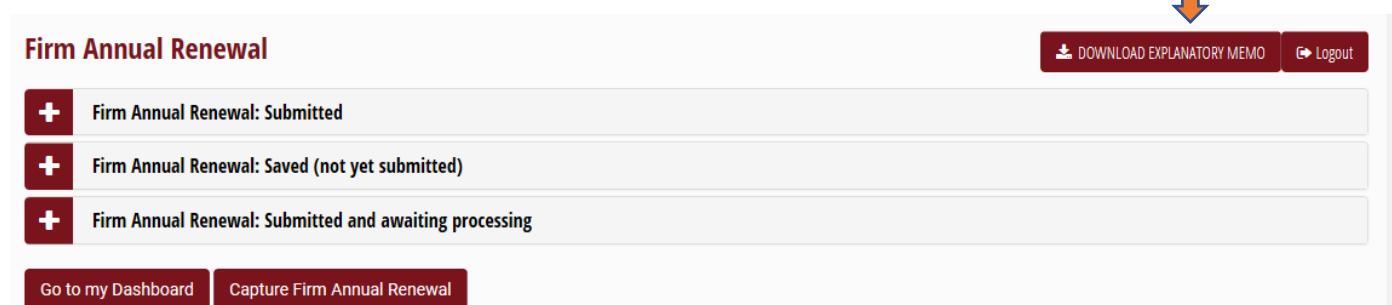 Firm Annual Renewal
DOWNLOAD EXPLANATORY MEMO
Logout
Firm Annual Renewal: Submitted
Firm Annual Renewal: Saved (not yet submitted)
Firm Annual Renewal: Submitted and awaiting processing
Go to my Dashboard
Capture Firm Annual Renewal